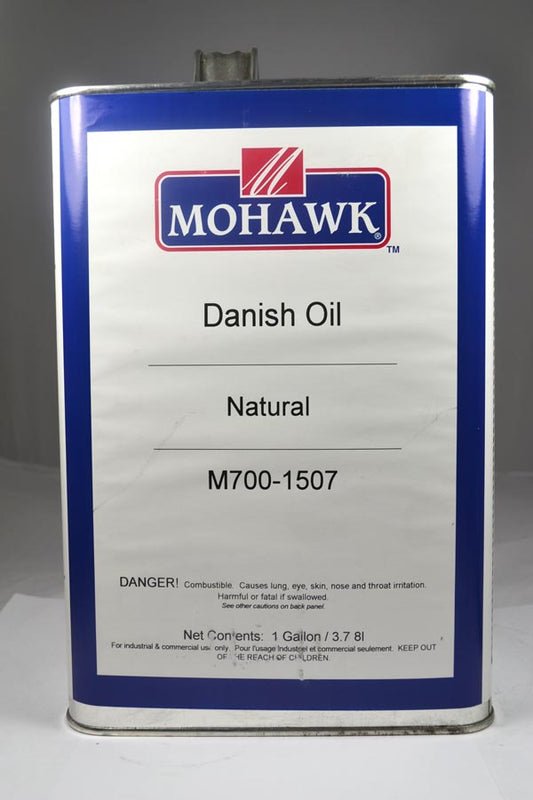 MOHAWK®
TM
Danish Oil
Natural
M700-1507
DANGER! Combustible. Causes lung, eye, skin, nose and throat irritation.
Harmful or fatal if swallowed.
See other cautions on back panel.
Net Contents: 1 Gallon / 3.7 8l
For industrial & commercial use only. Pour l'usage Industriel et commercial seulement. KEEP OUT
OF THE REACH OF CHILDREN.